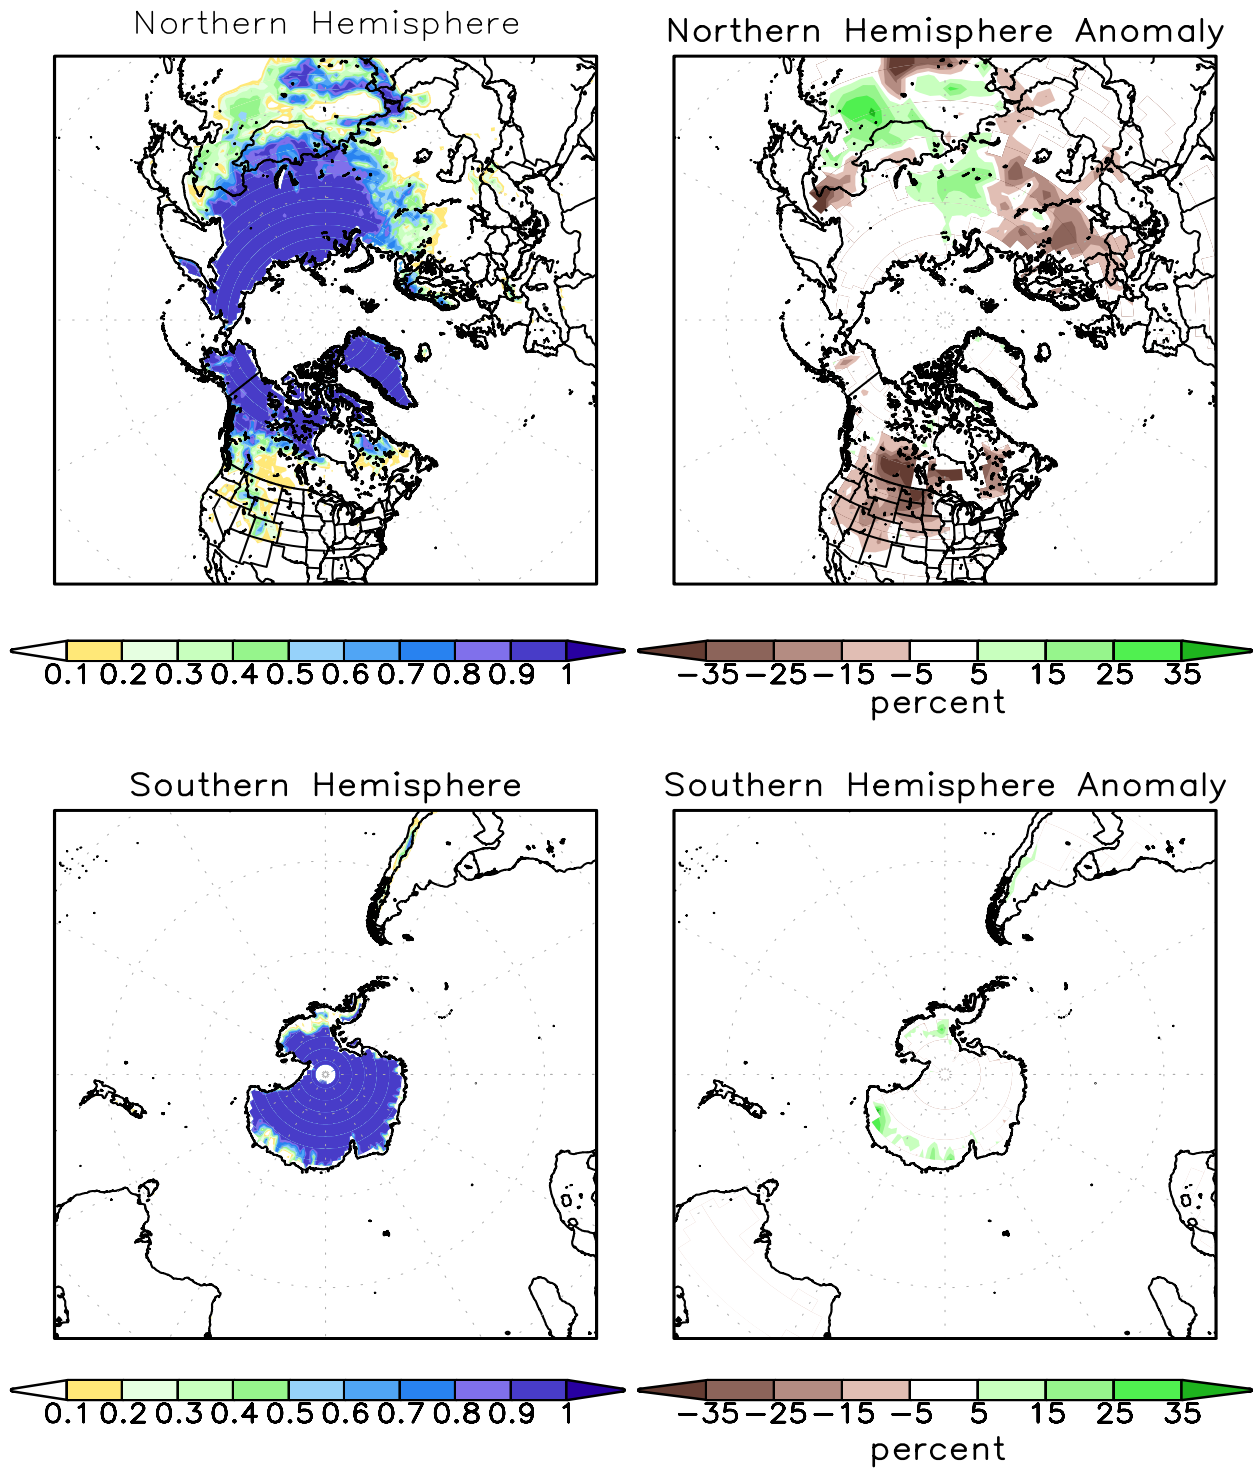 Northern Hemisphere
Northern Hemisphere Anomaly
0.1 0.2 0.3 0.4 0.5 0.6 0.7 0.8 0.9 1
-35 -25 -15 -5 5 15 25 35
percent
Southern Hemisphere
Southern Hemisphere Anomaly
0.1 0.2 0.3 0.4 0.5 0.6 0.7 0.8 0.9 1
-35 -25 -15 -5 5 15 25 35
percent